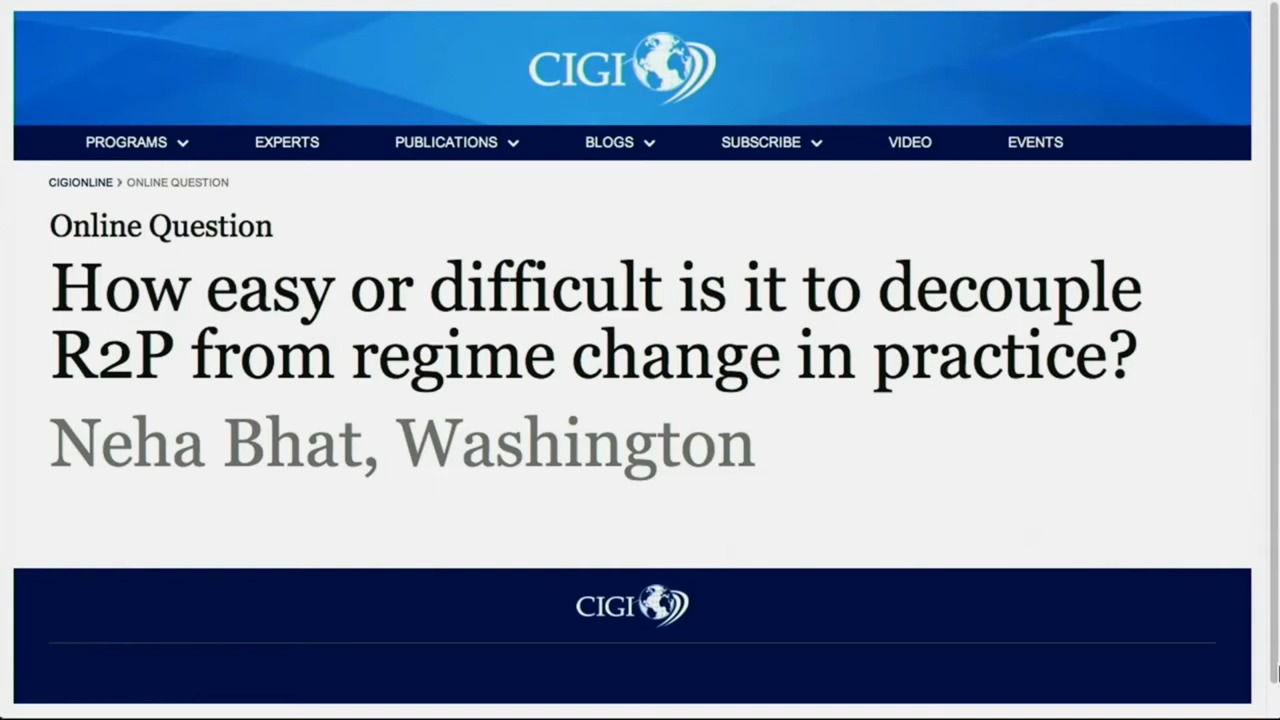 CIGI
PROGRAMS EXPERTS PUBLICATIONS BLOGS SUBSCRIBE VIDEO EVENTS
CIGIONLINE › ONLINE QUESTION
Online Question
How easy or difficult is it to decouple
R2P from regime change in practice?
Neha Bhat, Washington
CIGI